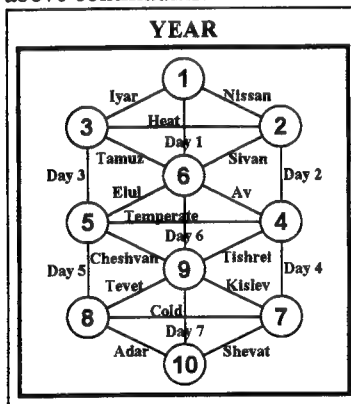 YEAR
1
Iyar Nissan
3 Heat 2
Day 1
Tamuz Sivan
Day 3 6 Day 2
Elul Av
5 Temperate 4
Day 6
Cheshvan Tishrei
Day 5 9 Day 4
Tevet Kislev
8 Cold 7
Day 7
Adar Shevat
10